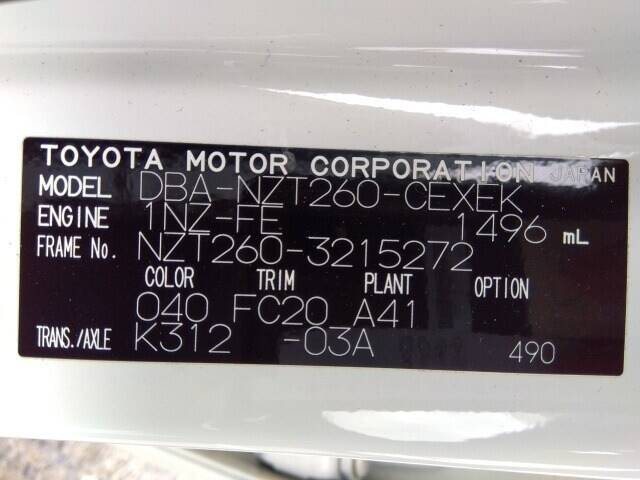 TOYOTA MOTOR CORPORATION JAPAN
MODEL DBA-NZT260-CEXEK
ENGINE 1NZ-FE 1496 mL
FRAME No. NZT260-3215272
COLOR TRIM PLANT OPTION
040 FC20 A41
TRANS./AXLE K312 -03A 490